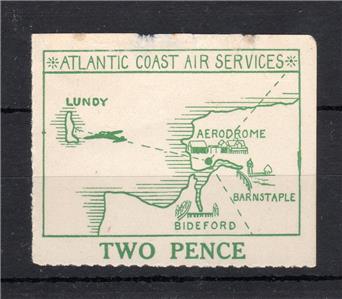 ※ATLANTIC COAST AIR SERVICES※
LUNDY
AERODROME
BARNSTAPLE
BIDEFORD
TWO PENCE